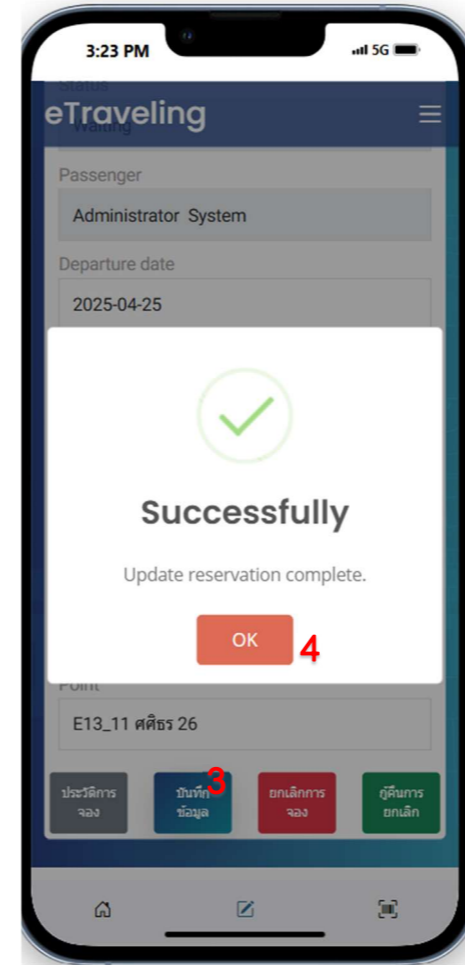 3:23 PM
5G
Status
eTraveling
Waiting
Passenger
Administrator System
Departure date
2025-04-25
Successfully
Update reservation complete.
OK
4
Point
E13_11 ศศิธร 26
3
ประวัติการ
จอง
บันทึก
ข้อมูล
ยกเลิกการ
จอง
กู้คืนการ
ยกเลิก